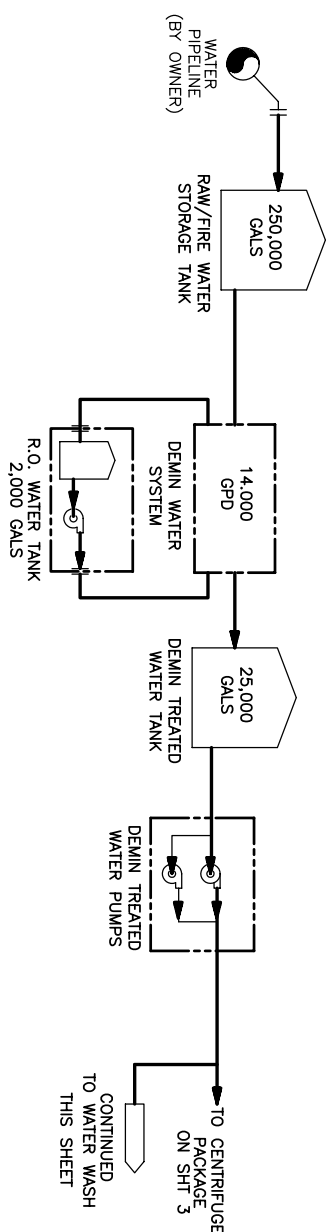 WATER
PIPELINE
(BY OWNER)
250,000
GALS
RAW/FIRE WATER
STORAGE TANK
14.000
GPD
DEMIN WATER
SYSTEM
R.O. WATER TANK
2,000 GALS
25,000
GALS
DEMIN TREATED
WATER TANK
DEMIN TREATED
WATER PUMPS
TO CENTRIFUGE
PACKAGE
ON SHT 3
CONTINUED
TO WATER WASH
THIS SHEET